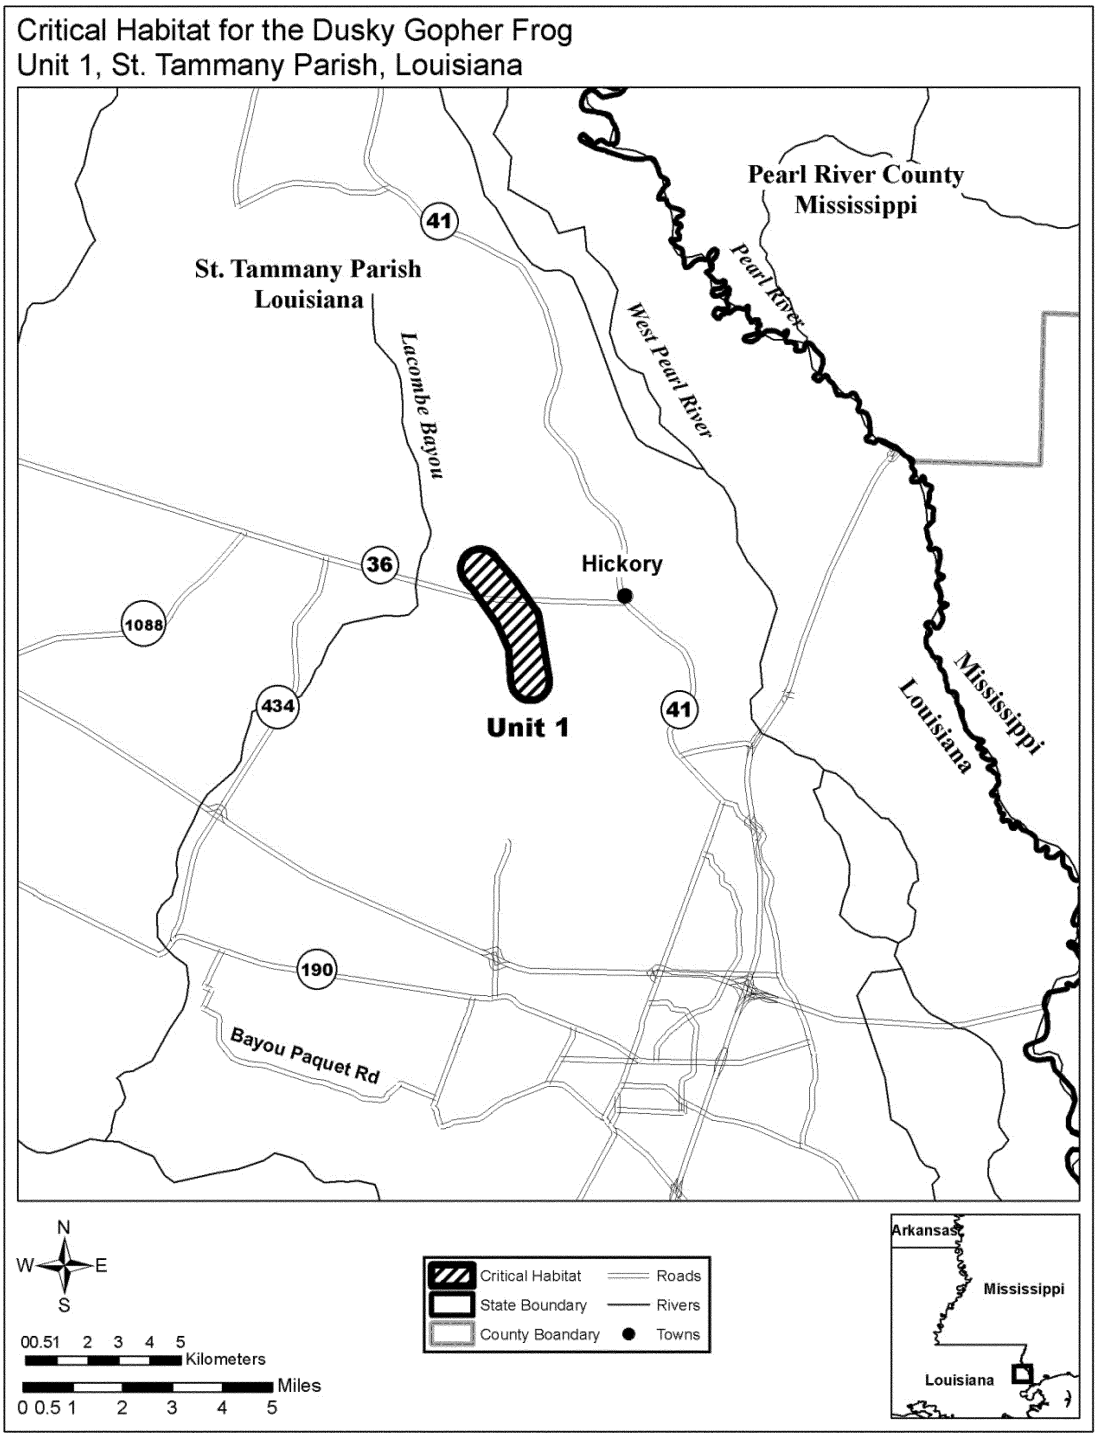 Critical Habitat for the Dusky Gopher Frog
Unit 1, St. Tammany Parish, Louisiana
Pearl River County
Mississippi
41
St. Tammany Parish
Louisiana
Pearl River
West Pearl River
Lacombe Bayou
36
Hickory
1088
434
Unit 1
41
Mississippi
Louisiana
190
Bayou Paquet Rd
N
W E
S
00.51 2 3 4 5
Kilometers
Miles
0 0.5 1 2 3 4 5
Critical Habitat Roads
State Boundary Rivers
County Boundary Towns
Arkansas
Mississippi
Louisiana